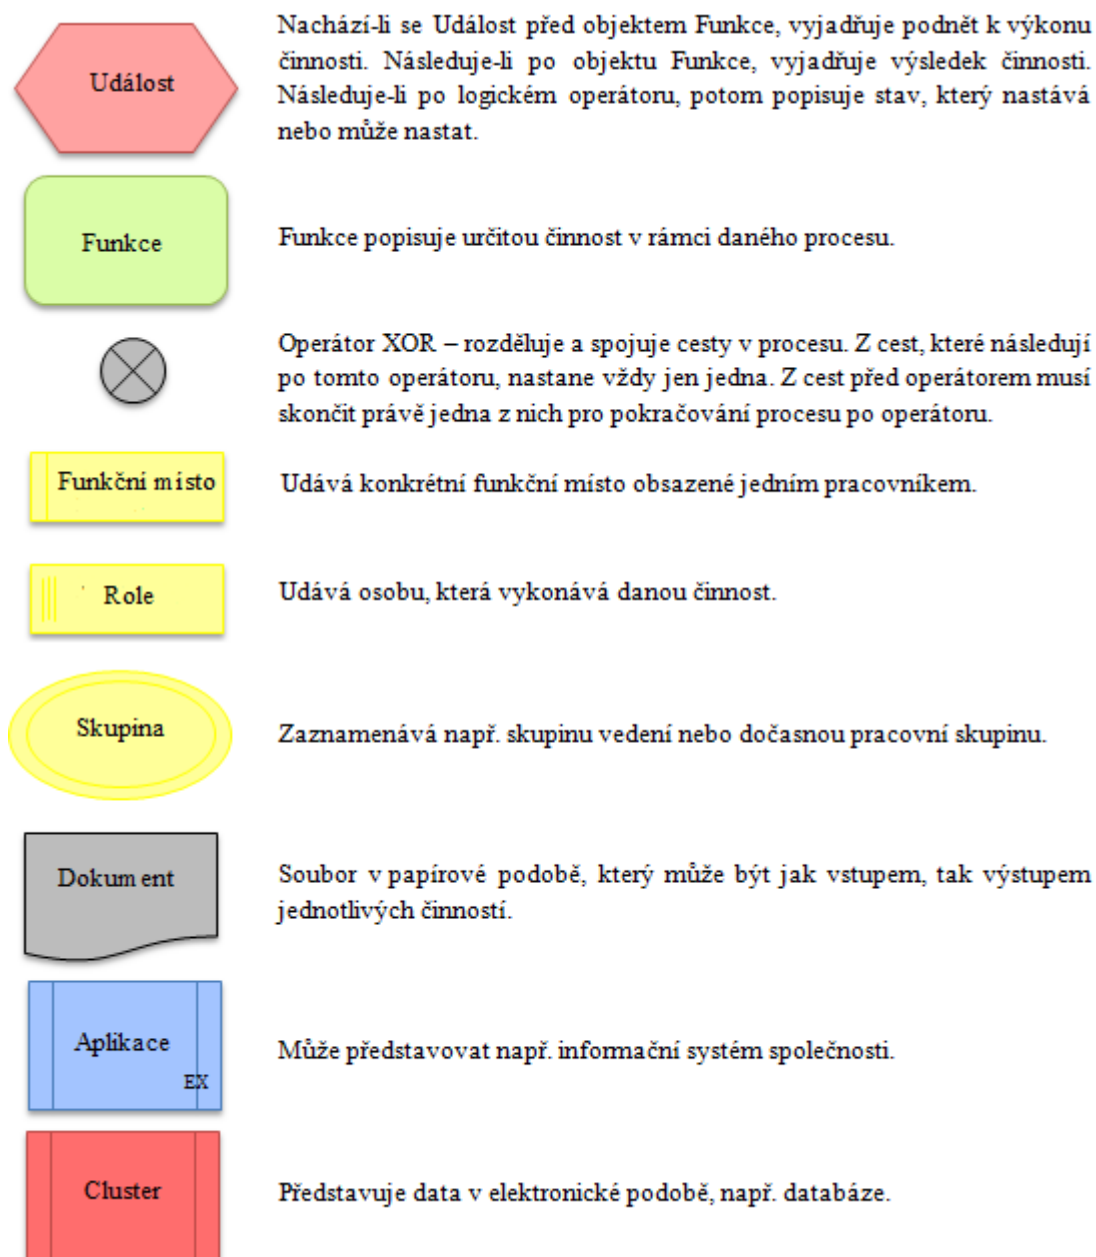 Událost
Nachází-li se Událost před objektem Funkce, vyjadřuje podnět k výkonu
činnosti. Následuje-li po objektu Funkce, vyjadřuje výsledek činnosti.
Následuje-li po logickém operátoru, potom popisuje stav, který nastává
nebo může nastat.
Funkce
Funkce popisuje určitou činnost v rámci daného procesu.
Operátor XOR – rozděluje a spojuje cesty v procesu. Z cest, které následují
po tomto operátoru, nastane vždy jen jedna. Z cest před operátorem musí
skončit právě jedna z nich pro pokračování procesu po operátoru.
Funkční místo
Udává konkrétní funkční místo obsazené jedním pracovníkem.
Role
Udává osobu, která vykonává danou činnost.
Skupina
Zaznamenává např. skupinu vedení nebo dočasnou pracovní skupinu.
Dokument
Soubor v papírové podobě, který může být jak vstupem, tak výstupem
jednotlivých činností.
Aplikace
EX
Může představovat např. informační systém společnosti.
Cluster
Představuje data v elektronické podobě, např. databáze.